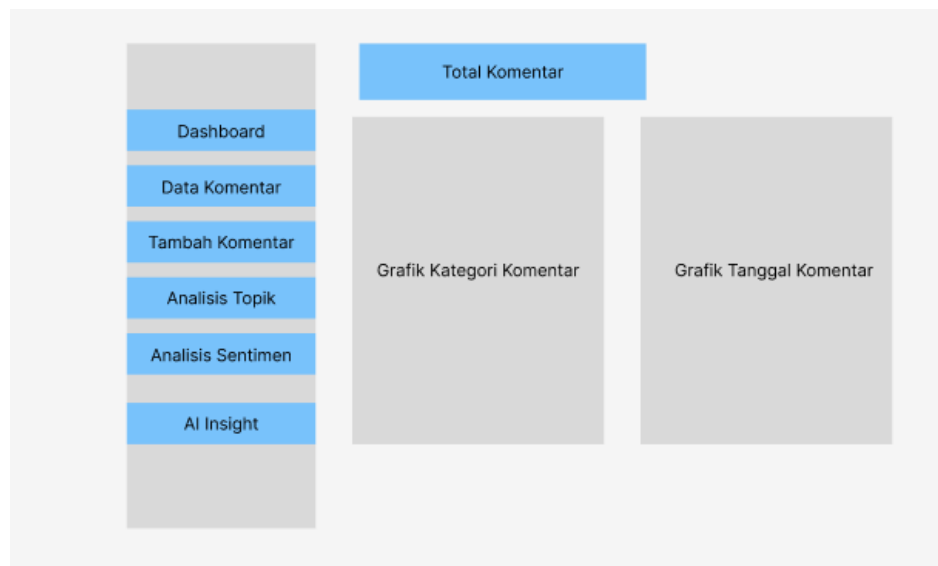 Total Komentar
Dashboard
Data Komentar
Tambah Komentar
Analisis Topik
Analisis Sentimen
AI Insight
Grafik Kategori Komentar
Grafik Tanggal Komentar